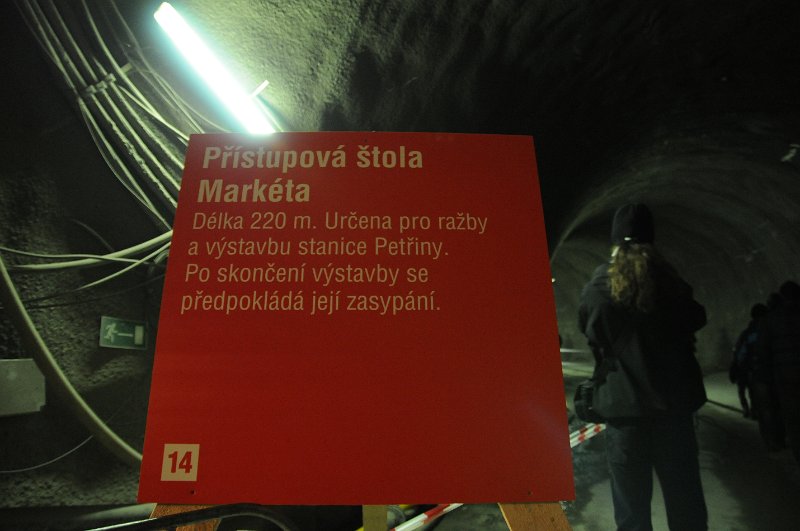 Přístupová štola
Markéta
Délka 220 m. Určena pro ražby
a výstavbu stanice Petřiny.
Po skončení výstavby se
předpokládá její zasypání.
14